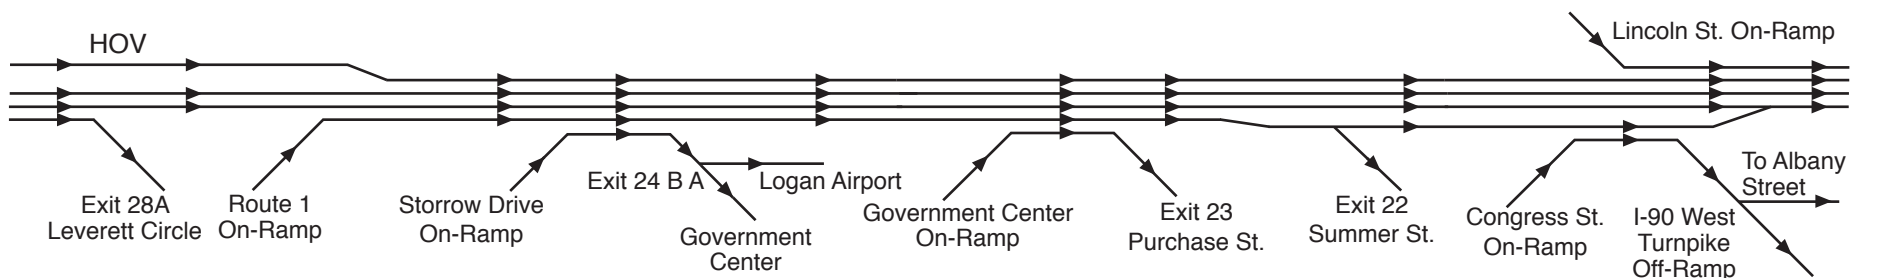 HOV
Lincoln St. On-Ramp
Exit 28A
Leverett Circle
Route 1
On-Ramp
Storrow Drive
On-Ramp
Exit 24 B A
Logan Airport
Government
Center
Government Center
On-Ramp
Exit 23
Purchase St.
Exit 22
Summer St.
Congress St.
On-Ramp
I-90 West
Turnpike
Off-Ramp
To Albany
Street